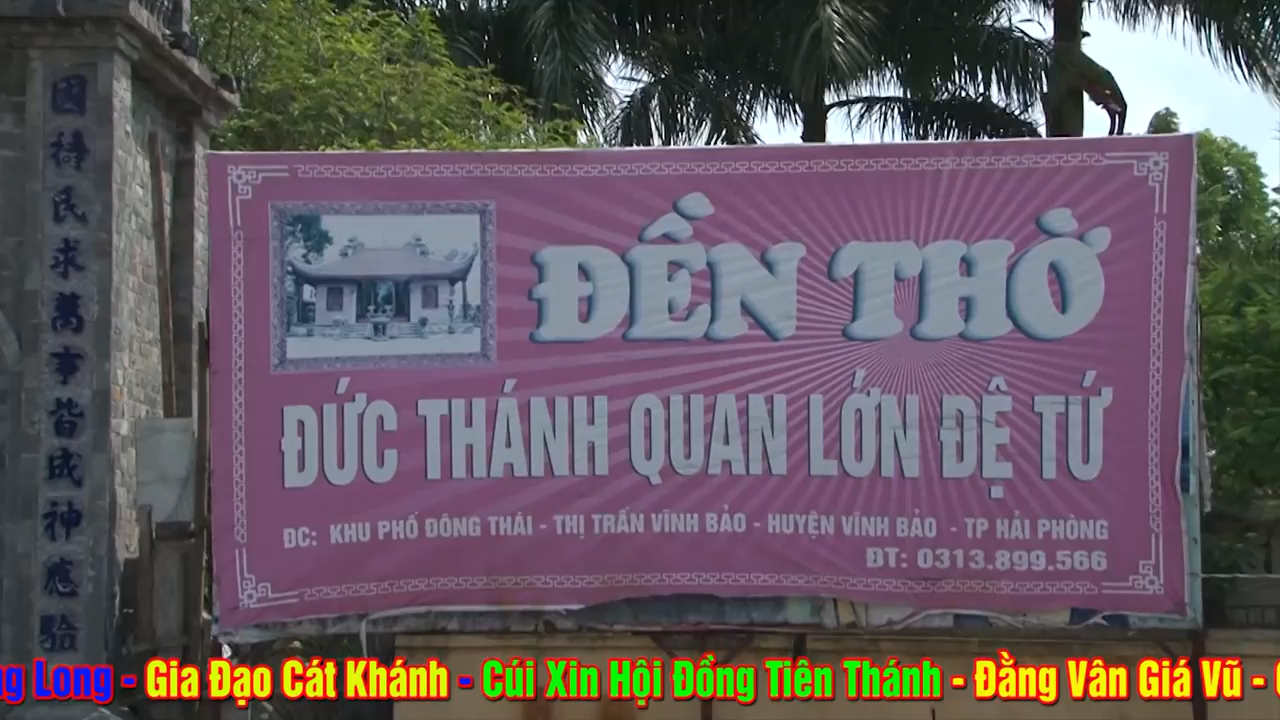 國禱民求萬事皆成神應驗
ĐỀN THỜ
ĐỨC THÁNH QUAN LỚN ĐỆ TỨ
ĐC: KHU PHỐ ĐÔNG THÁI - THỊ TRẤN VĨNH BẢO - HUYỆN VĨNH BẢO - TP HẢI PHÒNG
ĐT: 0313.899.566
Long - Gia Đạo Cát Khánh - Cúi Xin Hội Đồng Tiên Thánh - Đằng Vân Giá Vũ -